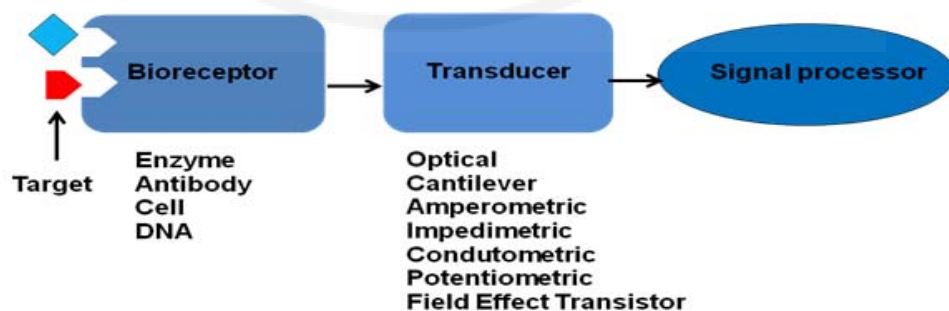 Bioreceptor
Transducer
Signal processor
Target
Enzyme
Antibody
Cell
DNA
Optical
Cantilever
Amperometric
Impedimetric
Condutometric
Potentiometric
Field Effect Transistor